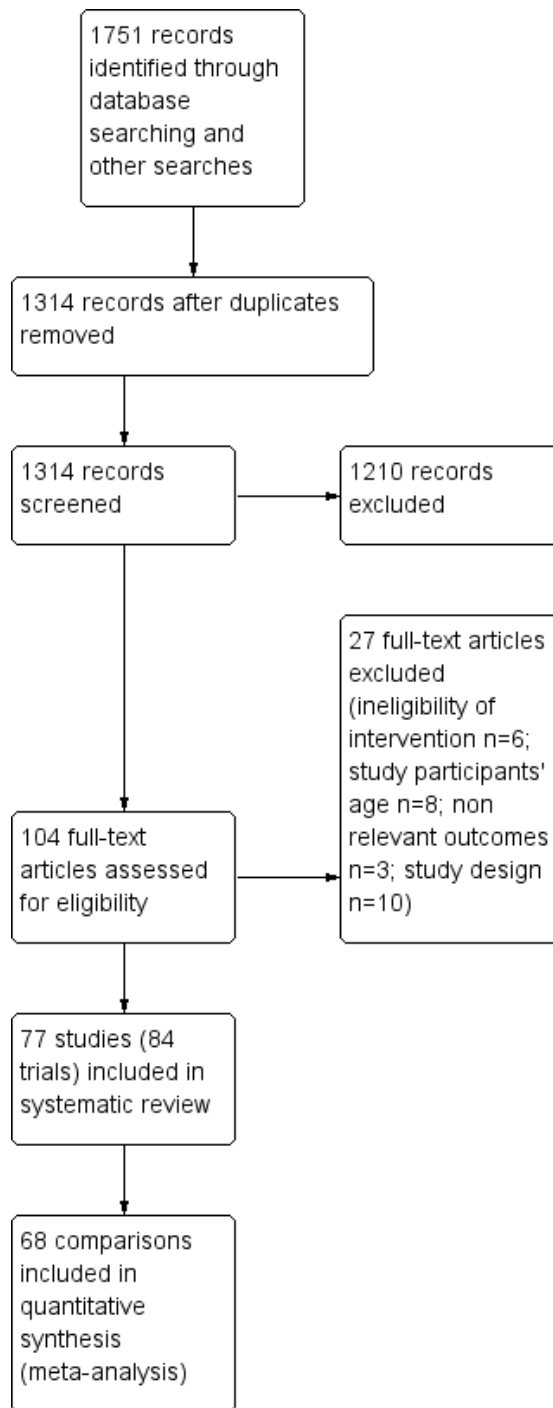 1751 records
identified through
database
searching and
other searches
1314 records after duplicates
removed
1314 records
screened
1210 records
excluded
27 full-text articles
excluded
(ineligibility of
intervention n=6;
study participants'
age n=8; non
relevant outcomes
n=3; study design
n=10)
104 full-text
articles assessed
for eligibility
77 studies (84
trials) included in
systematic review
68 comparisons
included in
quantitative
synthesis
(meta-analysis)